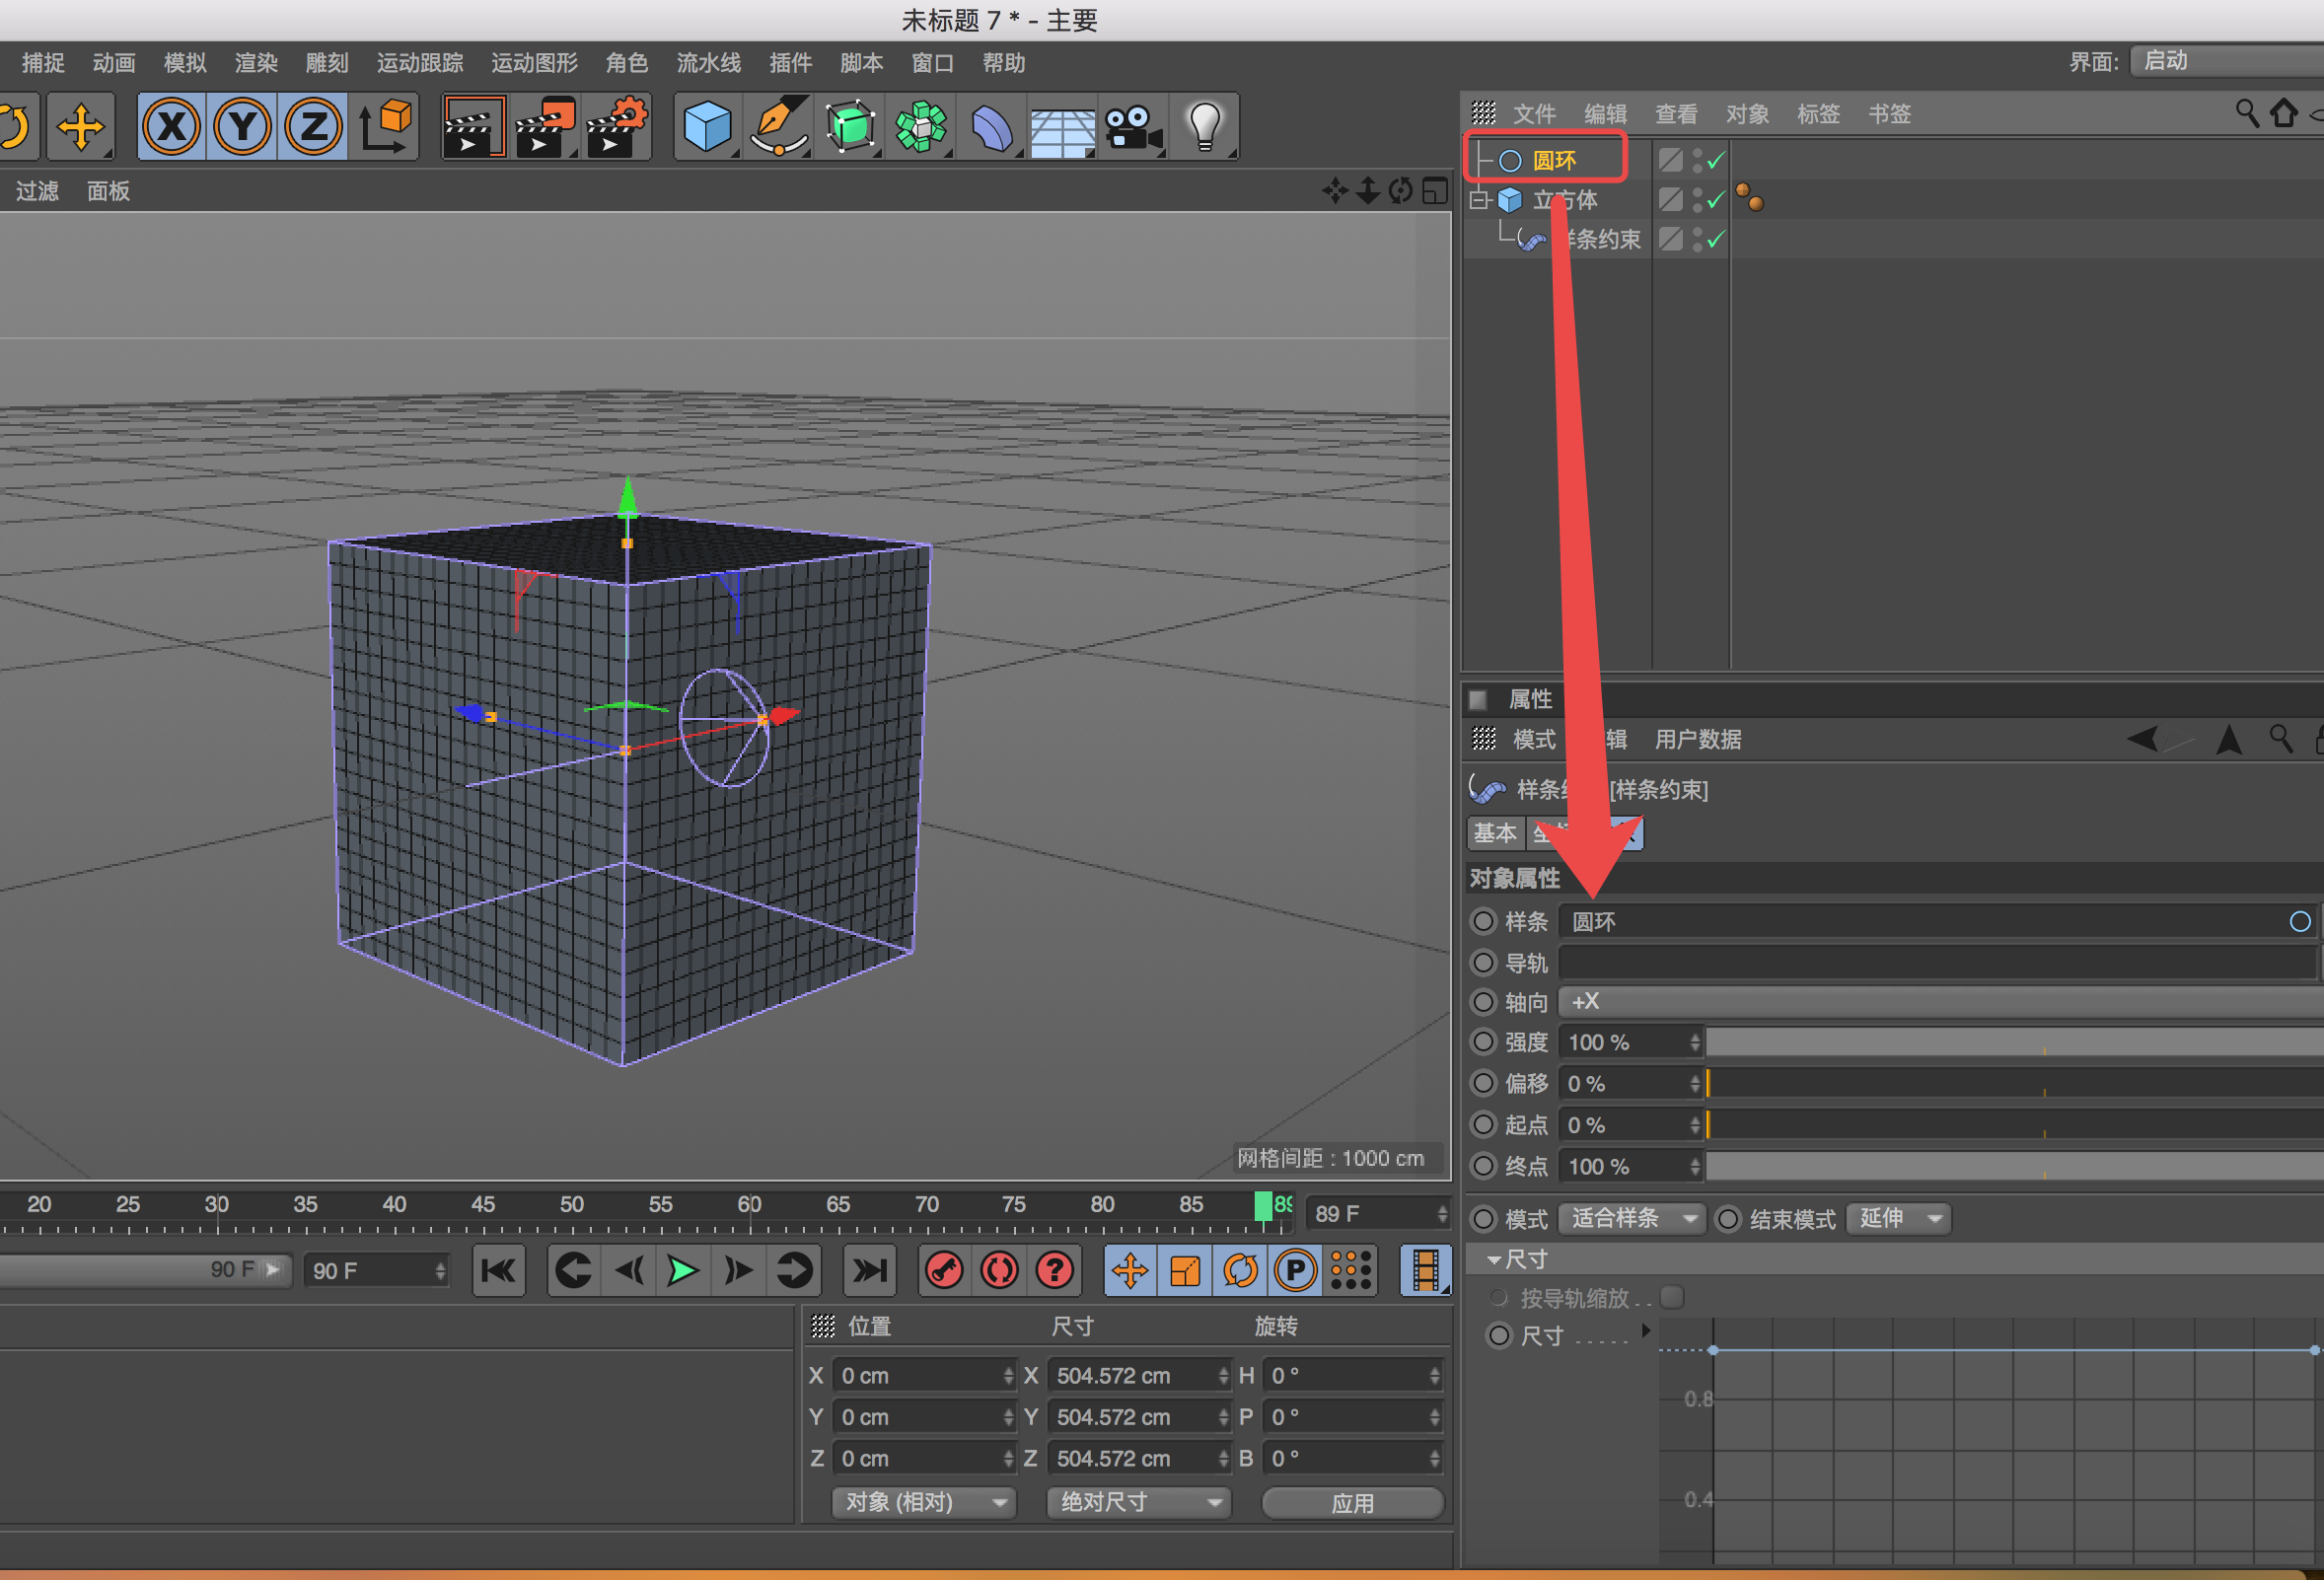 未标题 7 * - 主要
捕捉 动画 模拟 渲染 雕刻 运动跟踪 运动图形 角色 流水线 插件 脚本 窗口 帮助
界面: 启动
X Y Z
文件 编辑 查看 对象 标签 书签
过滤 面板
圆环
立方体
样条约束
属性
模式 辑 用户数据
样条约 [样条约束]
基本
对象属性
样条 圆环
导轨
轴向 +X
强度 100 %
偏移 0 %
起点 0 %
终点 100 %
模式 适合样条 结束模式 延伸
尺寸
按导轨缩放 . .
尺寸 . . . . .
0.8
0.4
网格间距 : 1000 cm
20 25 30 35 40 45 50 55 60 65 70 75 80 85 89
89 F
90 F 90 F
? P
位置 尺寸 旋转
X 0 cm X 504.572 cm H 0 °
Y 0 cm Y 504.572 cm P 0 °
Z 0 cm Z 504.572 cm B 0 °
对象 (相对) 绝对尺寸 应用